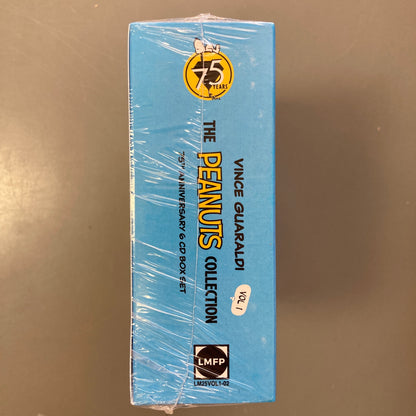 75
YEARS
VINCE GUARALDI
THE PEANUTS COLLECTION
75TH ANNIVERSARY 6 CD BOX SET
VOL 1
LMFP
LM25VOL1-02